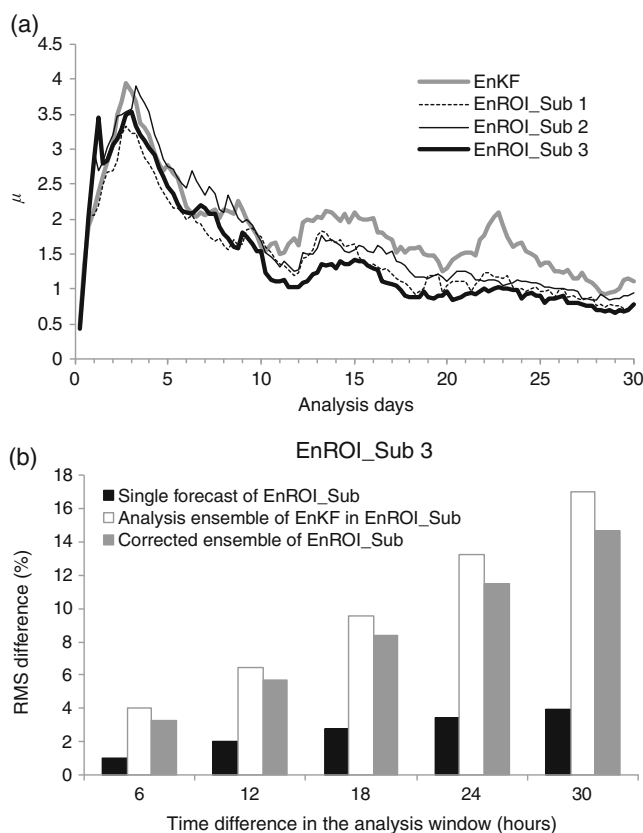 (a)
4.5
4
3.5
3
2.5
2
1.5
1
0.5
0
μ
EnKF
EnROI_Sub 1
EnROI_Sub 2
EnROI_Sub 3
0 5 10 15 20 25 30
Analysis days
EnROI_Sub 3
(b)
18
16
14
12
10
8
6
4
2
0
RMS difference (%)
Single forecast of EnROI_Sub
Analysis ensemble of EnKF in EnROI_Sub
Corrected ensemble of EnROI_Sub
6 12 18 24 30
Time difference in the analysis window (hours)